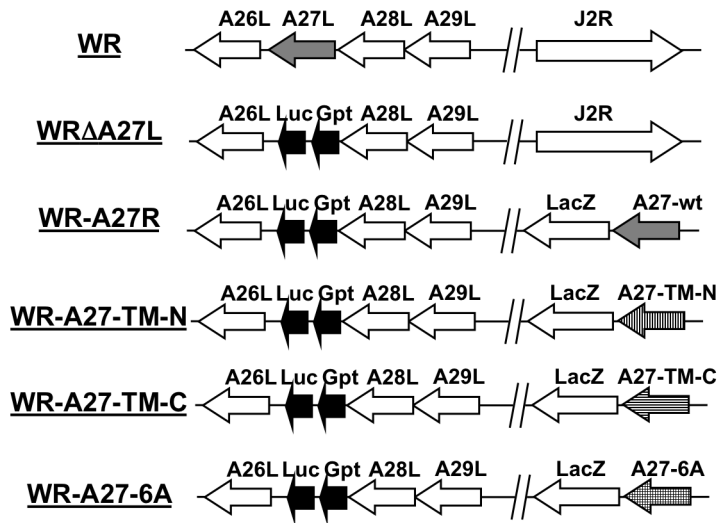 WR A26L A27L A28L A29L J2R
WRΔA27L A26L Luc Gpt A28L A29L J2R
WR-A27R A26L Luc Gpt A28L A29L LacZ A27-wt
WR-A27-TM-N A26L Luc Gpt A28L A29L LacZ A27-TM-N
WR-A27-TM-C A26L Luc Gpt A28L A29L LacZ A27-TM-C
WR-A27-6A A26L Luc Gpt A28L A29L LacZ A27-6A